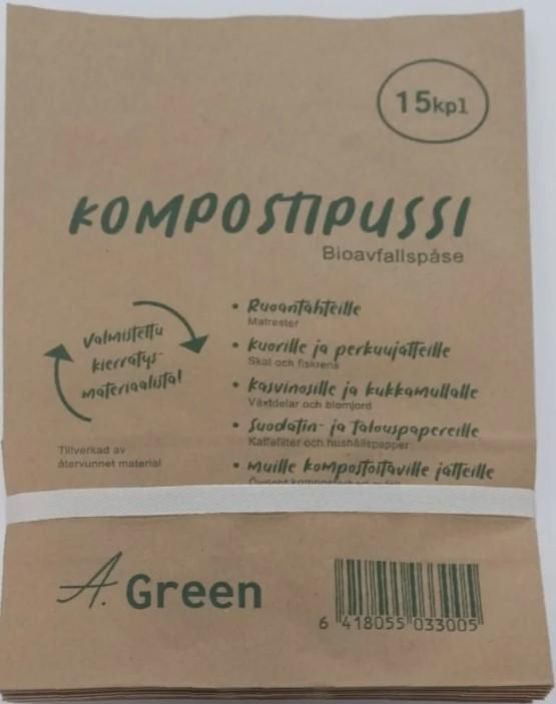 15kpl
KOMPOSTIPUSSI
Bioavfallspåse
Valmistettu
kierrätys-
materiaalista!
Tillverkad av
återvunnet material
• Ruoantähteille
Matrester
• kuorille ja perkuujätteille
Skal och fiskrens
• kasvinosille ja kukkamullalle
Växtdelar och blomjord
• Suodatin- ja talouspapereille
Kaffefilter och hushållspapper
• muille kompostoitaville jätteille
A. Green
6 418055 033005